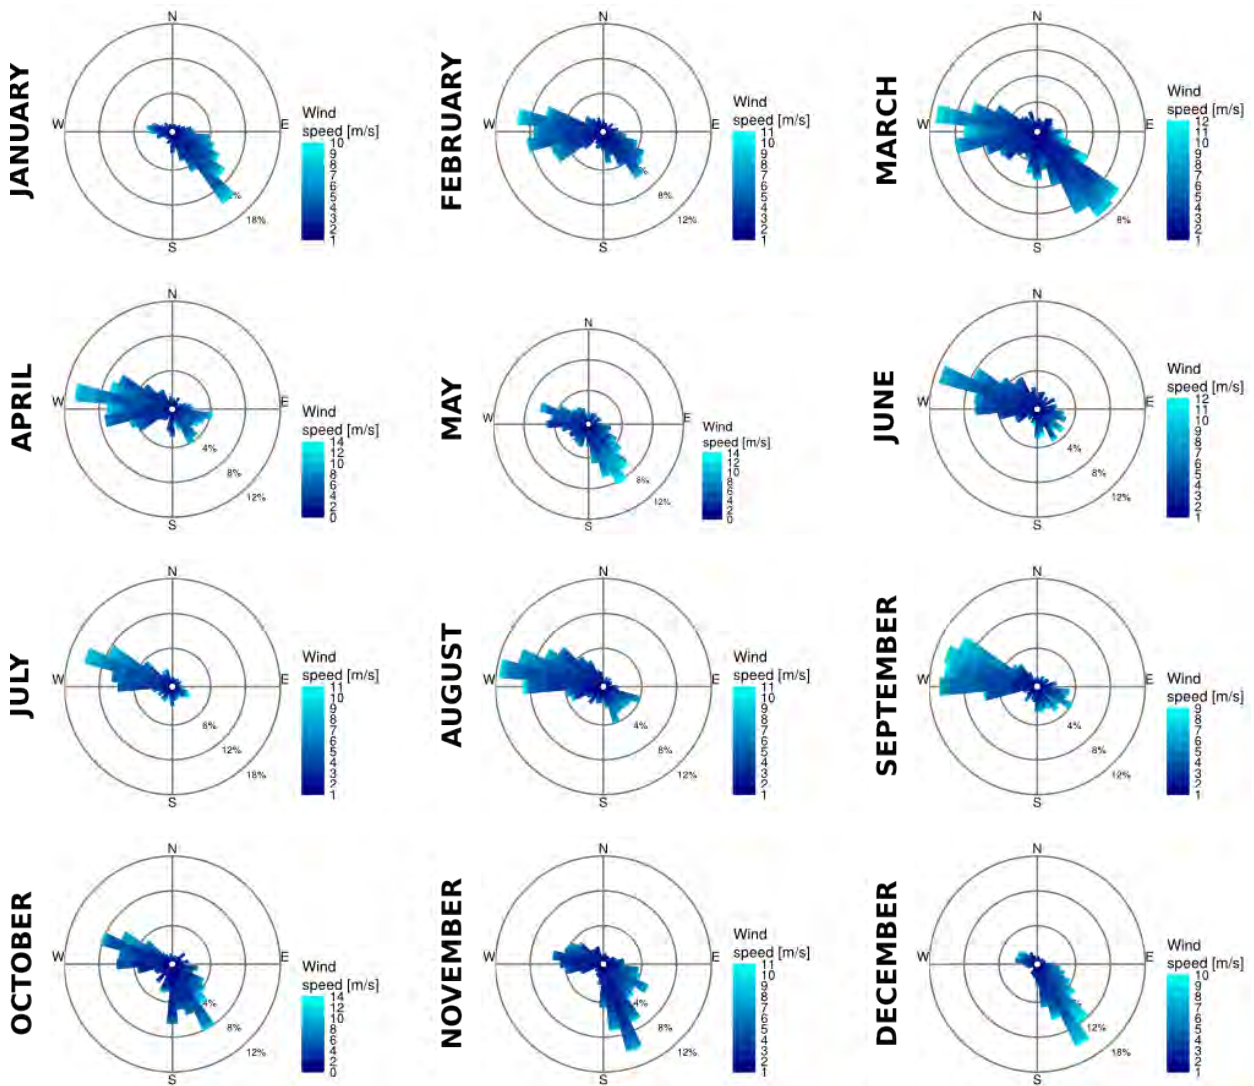 JANUARY
N
W
E
S
18%
Wind
speed [m/s]
10
9
8
7
6
5
4
3
2
1
FEBRUARY
N
W
E
S
8%
12%
Wind
speed [m/s]
11
10
9
8
7
6
5
4
3
2
1
MARCH
N
W
E
S
8%
Wind
speed [m/s]
12
11
10
9
8
7
6
5
4
3
2
1
APRIL
N
W
E
S
4%
8%
12%
Wind
speed [m/s]
14
12
10
8
6
4
2
0
MAY
N
W
E
S
8%
12%
Wind
speed [m/s]
14
12
10
8
6
4
2
0
JUNE
N
W
E
S
4%
8%
12%
Wind
speed [m/s]
12
11
10
9
8
7
6
5
4
3
2
1
JULY
N
W
E
S
6%
12%
18%
Wind
speed [m/s]
11
10
9
8
7
6
5
4
3
2
1
AUGUST
N
W
E
S
4%
8%
12%
Wind
speed [m/s]
11
10
9
8
7
6
5
4
3
2
1
SEPTEMBER
N
W
E
S
4%
8%
12%
Wind
speed [m/s]
9
8
7
6
5
4
3
2
1
OCTOBER
N
W
E
S
4%
8%
12%
Wind
speed [m/s]
14
12
10
8
6
4
2
0
NOVEMBER
N
W
E
S
8%
12%
Wind
speed [m/s]
11
10
9
8
7
6
5
4
3
2
1
DECEMBER
N
W
E
S
12%
18%
Wind
speed [m/s]
10
9
8
7
6
5
4
3
2
1